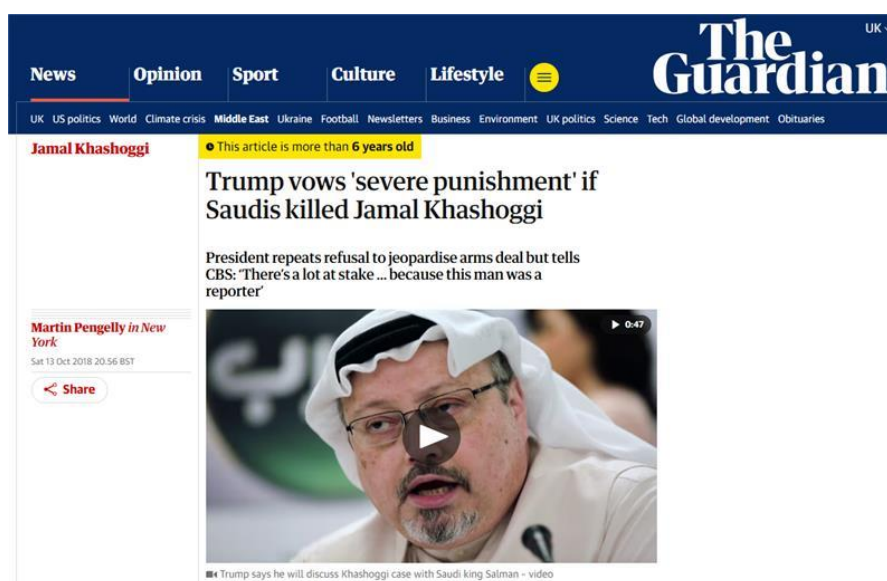 UK
The
Guardian
News Opinion Sport Culture Lifestyle
UK US politics World Climate crisis Middle East Ukraine Football Newsletters Business Environment UK politics Science Tech Global development Obituaries
Jamal Khashoggi
This article is more than 6 years old
Trump vows 'severe punishment' if
Saudis killed Jamal Khashoggi
President repeats refusal to jeopardise arms deal but tells
CBS: ‘There’s a lot at stake ... because this man was a
reporter’
Martin Pengelly in New
York
Sat 13 Oct 2018 20.56 BST
Share
0:47
Trump says he will discuss Khashoggi case with Saudi king Salman – video